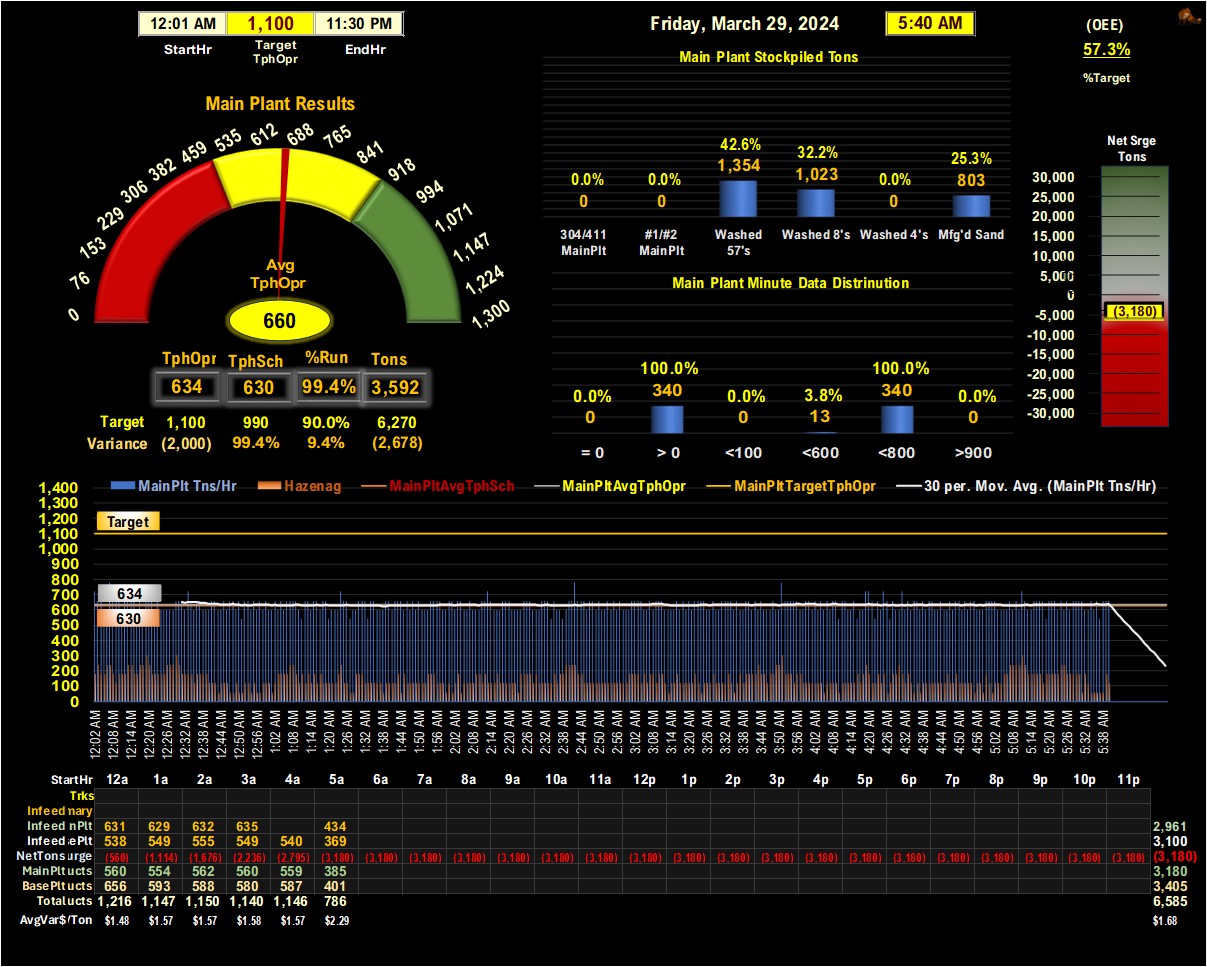 12:01 AM 1,100 11:30 PM Friday, March 29, 2024 5:40 AM (OEE)
StartHr Target TphOpr EndHr 57.3%
%Target
Main Plant Results
0 76 153 229 306 382 459 535 612 688 765 841 918 994 1,071 1,147 1,224 1,300
Avg
TphOpr
660
TphOpr TphSch %Run Tons
634 630 99.4% 3,592
Target 1,100 990 90.0% 6,270
Variance (2,000) 99.4% 9.4% (2,678)
Main Plant Stockpiled Tons
0.0% 0.0% 42.6% 32.2% 0.0% 25.3%
0 0 1,354 1,023 0 803
304/411 MainPlt #1/#2 MainPlt Washed 57's Washed 8's Washed 4's Mfg'd Sand
Main Plant Minute Data Distrinution
0.0% 100.0% 0.0% 3.8% 100.0% 0.0%
0 340 0 13 340 0
= 0 > 0 <100 <600 <800 >900
Net Srge
Tons
30,000
25,000
20,000
15,000
10,000
5,000
0
-5,000
(3,180)
-10,000
-15,000
-20,000
-25,000
-30,000
MainPlt Tns/Hr Hazenag MainPltAvgTphSch MainPltAvgTphOpr MainPltTargetTphOpr 30 per. Mov. Avg. (MainPlt Tns/Hr)
1,400
1,300
1,200
Target
1,100
1,000
900
800
700
634
600
630
500
400
300
200
100
0
12:02 AM 12:08 AM 12:14 AM 12:20 AM 12:26 AM 12:32 AM 12:38 AM 12:44 AM 12:50 AM 12:56 AM 1:02 AM 1:08 AM 1:14 AM 1:20 AM 1:26 AM 1:32 AM 1:38 AM 1:44 AM 1:50 AM 1:56 AM 2:02 AM 2:08 AM 2:14 AM 2:20 AM 2:26 AM 2:32 AM 2:38 AM 2:44 AM 2:50 AM 2:56 AM 3:02 AM 3:08 AM 3:14 AM 3:20 AM 3:26 AM 3:32 AM 3:38 AM 3:44 AM 3:50 AM 3:56 AM 4:02 AM 4:08 AM 4:14 AM 4:20 AM 4:26 AM 4:32 AM 4:38 AM 4:44 AM 4:50 AM 4:56 AM 5:02 AM 5:08 AM 5:14 AM 5:20 AM 5:26 AM 5:32 AM 5:38 AM
StartHr 12a 1a 2a 3a 4a 5a 6a 7a 8a 9a 10a 11a 12p 1p 2p 3p 4p 5p 6p 7p 8p 9p 10p 11p
Trks
Infeed nary
Infeed nPlt 631 629 632 635 434 2,961
Infeed ePlt 538 549 555 549 540 369 3,100
NetTons urge (560) (1,114) (1,676) (2,236) (2,795) (3,180) (3,180) (3,180) (3,180) (3,180) (3,180) (3,180) (3,180) (3,180) (3,180) (3,180) (3,180) (3,180) (3,180) (3,180) (3,180) (3,180) (3,180) (3,180) (3,180)
MainPlt ucts 560 554 562 560 559 385 3,180
BasePlt ucts 656 593 588 580 587 401 3,405
Total ucts 1,216 1,147 1,150 1,140 1,146 786 6,585
AvgVar$/Ton $1.48 $1.57 $1.57 $1.58 $1.57 $2.29 $1.68